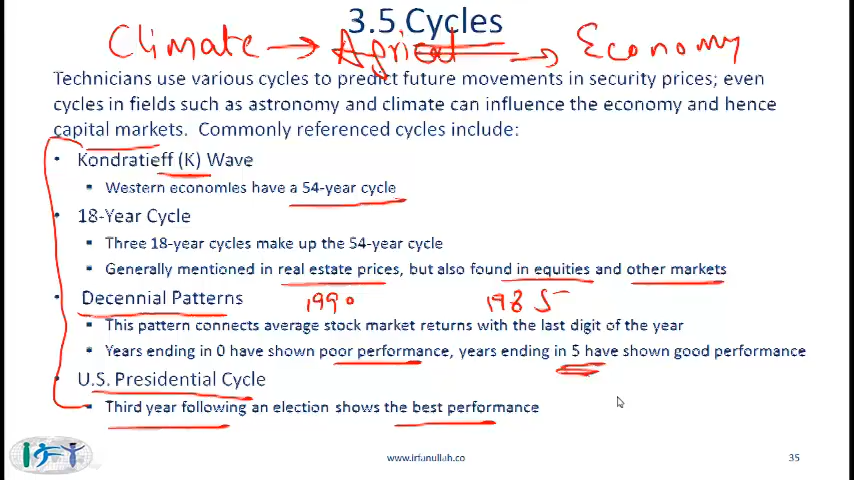 3.5 Cycles
Climate → Agricul → Economy
Technicians use various cycles to predict future movements in security prices; even
cycles in fields such as astronomy and climate can influence the economy and hence
capital markets. Commonly referenced cycles include:
• Kondratieff (K) Wave
▪ Western economies have a 54-year cycle
• 18-Year Cycle
▪ Three 18-year cycles make up the 54-year cycle
▪ Generally mentioned in real estate prices, but also found in equities and other markets
• Decennial Patterns 1990 1985
▪ This pattern connects average stock market returns with the last digit of the year
▪ Years ending in 0 have shown poor performance, years ending in 5 have shown good performance
• U.S. Presidential Cycle
▪ Third year following an election shows the best performance
www.irfanullah.co
35